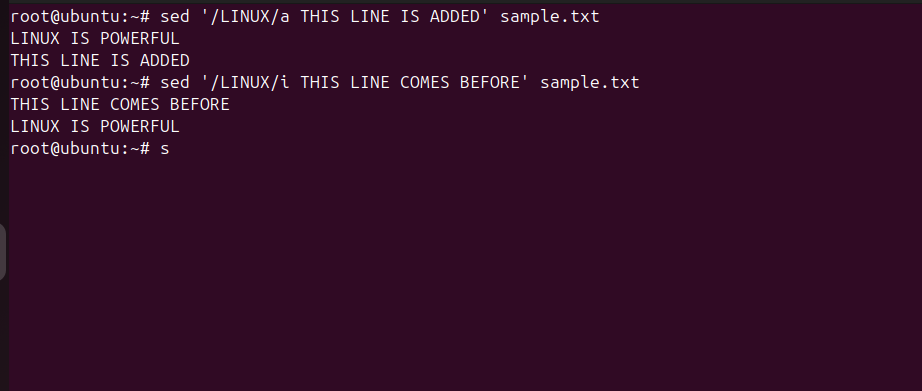 root@ubuntu:~# sed '/LINUX/a THIS LINE IS ADDED' sample.txt
LINUX IS POWERFUL
THIS LINE IS ADDED
root@ubuntu:~# sed '/LINUX/i THIS LINE COMES BEFORE' sample.txt
THIS LINE COMES BEFORE
LINUX IS POWERFUL
root@ubuntu:~# s